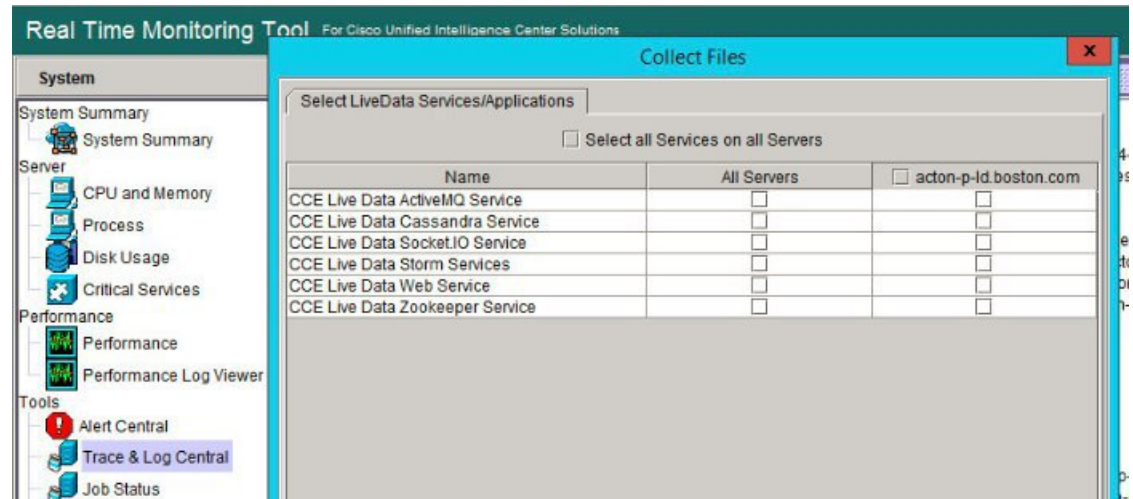 Real Time Monitoring Tool For Cisco Unified Intelligence Center Solutions
System
System Summary
System Summary
Server
CPU and Memory
Process
Disk Usage
Critical Services
Performance
Performance
Performance Log Viewer
Tools
Alert Central
Trace & Log Central
Job Status
Collect Files
x
Select LiveData Services/Applications
Select all Services on all Servers
Name All Servers acton-p-ld.boston.com
CCE Live Data ActiveMQ Service
CCE Live Data Cassandra Service
CCE Live Data Socket.IO Service
CCE Live Data Storm Services
CCE Live Data Web Service
CCE Live Data Zookeeper Service